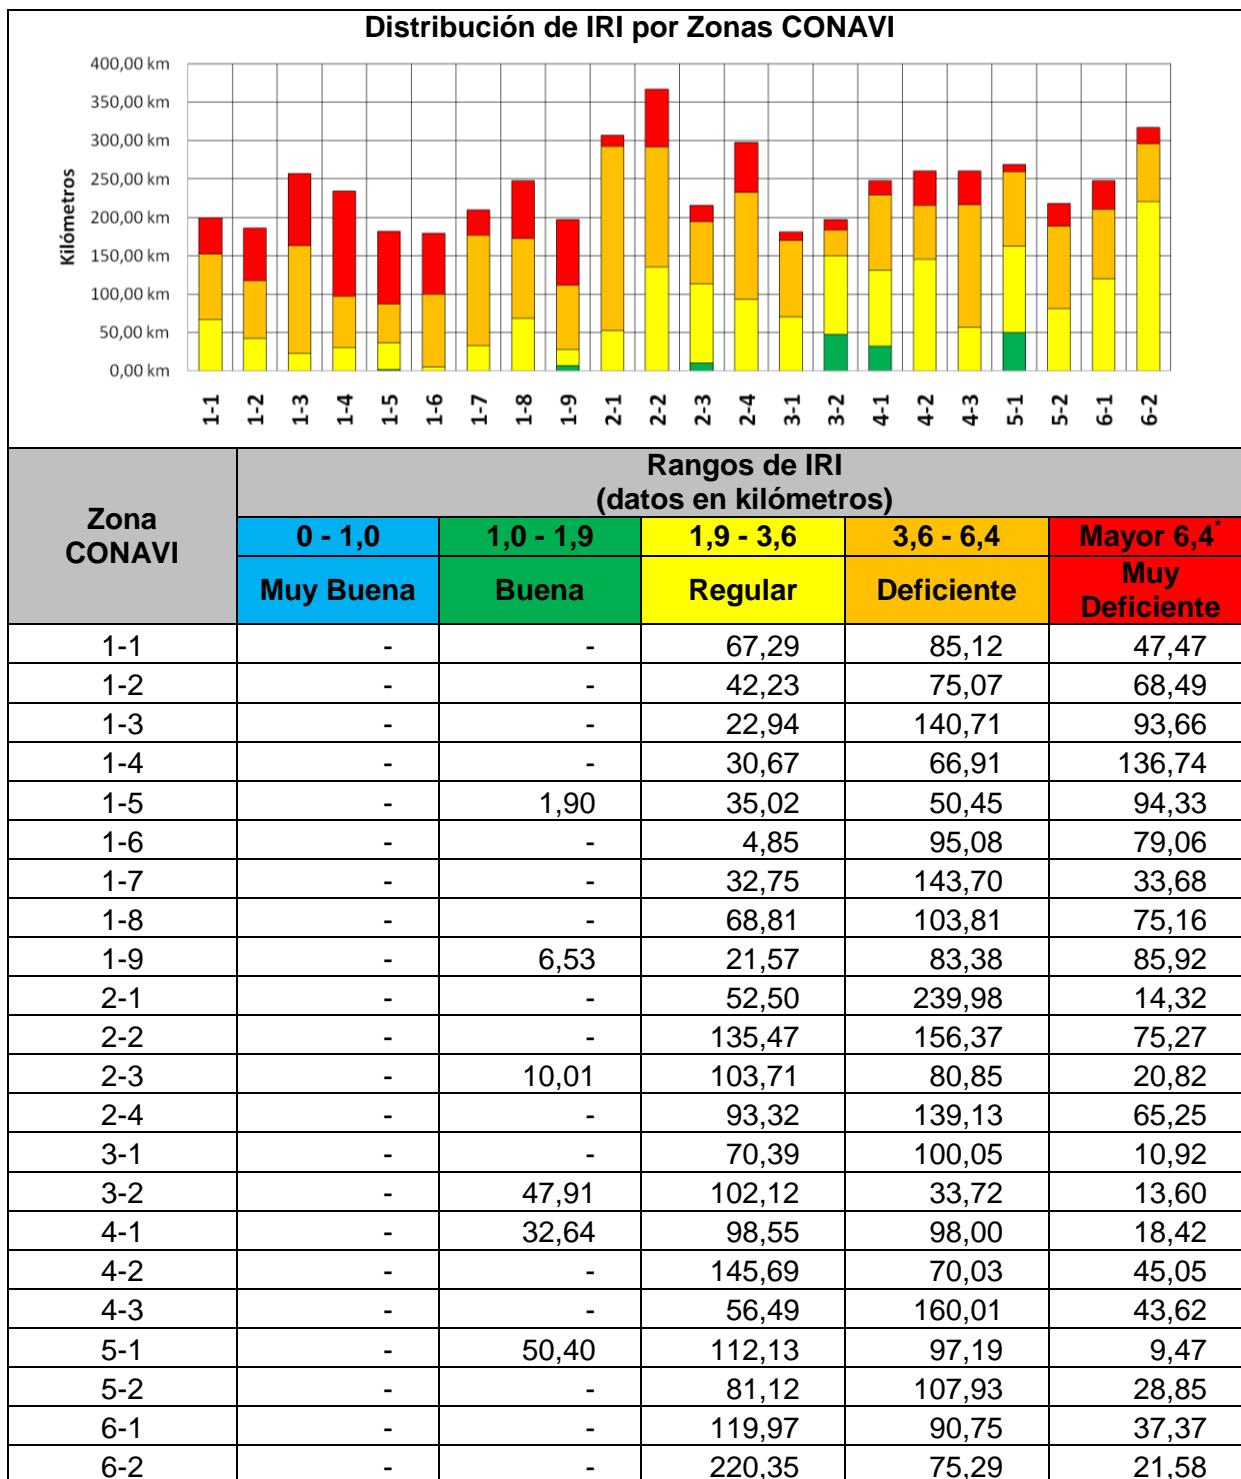 Distribución de IRI por Zonas CONAVI
400,00 km
350,00 km
300,00 km
250,00 km
200,00 km
150,00 km
100,00 km
50,00 km
0,00 km
Kilómetros
1-1 1-2 1-3 1-4 1-5 1-6 1-7 1-8 1-9 2-1 2-2 2-3 2-4 3-1 3-2 4-1 4-2 4-3 5-1 5-2 6-1 6-2
Zona
CONAVI
Rangos de IRI
(datos en kilómetros)
0 - 1,0 1,0 - 1,9 1,9 - 3,6 3,6 - 6,4 Mayor 6,4*
Muy Buena Buena Regular Deficiente Muy
Deficiente
1-1 - - 67,29 85,12 47,47
1-2 - - 42,23 75,07 68,49
1-3 - - 22,94 140,71 93,66
1-4 - - 30,67 66,91 136,74
1-5 - 1,90 35,02 50,45 94,33
1-6 - - 4,85 95,08 79,06
1-7 - - 32,75 143,70 33,68
1-8 - - 68,81 103,81 75,16
1-9 - 6,53 21,57 83,38 85,92
2-1 - - 52,50 239,98 14,32
2-2 - - 135,47 156,37 75,27
2-3 - 10,01 103,71 80,85 20,82
2-4 - - 93,32 139,13 65,25
3-1 - - 70,39 100,05 10,92
3-2 - 47,91 102,12 33,72 13,60
4-1 - 32,64 98,55 98,00 18,42
4-2 - - 145,69 70,03 45,05
4-3 - - 56,49 160,01 43,62
5-1 - 50,40 112,13 97,19 9,47
5-2 - - 81,12 107,93 28,85
6-1 - - 119,97 90,75 37,37
6-2 - - 220,35 75,29 21,58